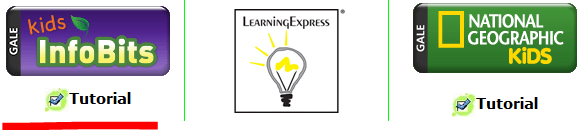 GALE
kids
InfoBits
Tutorial
LEARNINGEXPRESS®
GALE
NATIONAL
GEOGRAPHIC
KiDS
Tutorial